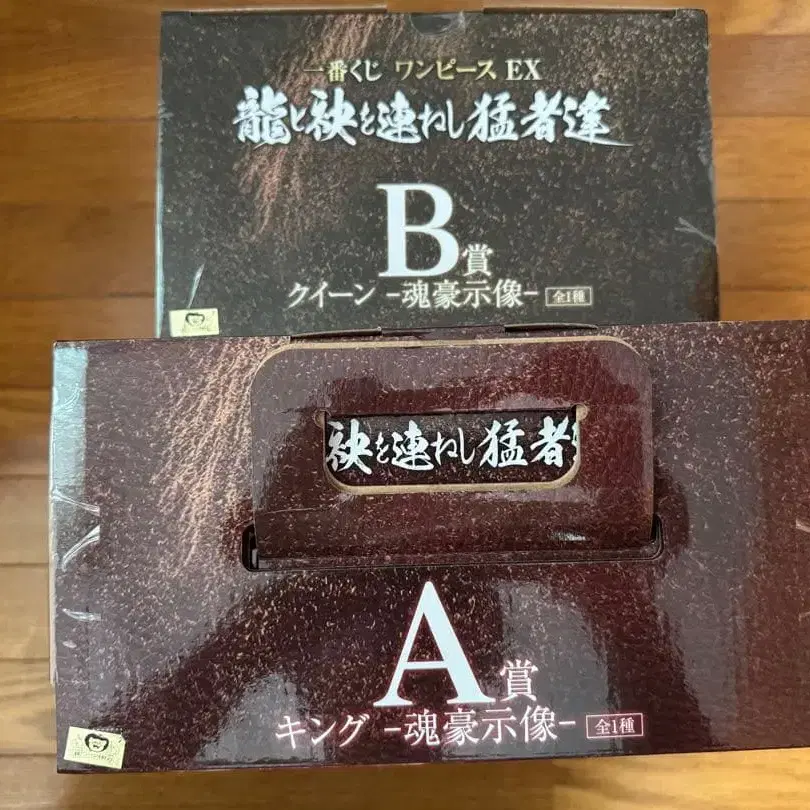 一番くじ ワンピース EX
龍と袂を連ねし猛者達
B賞
クイーン -魂豪示像- 全1種
袂を連ねし猛者
A賞
キング -魂豪示像- 全1種